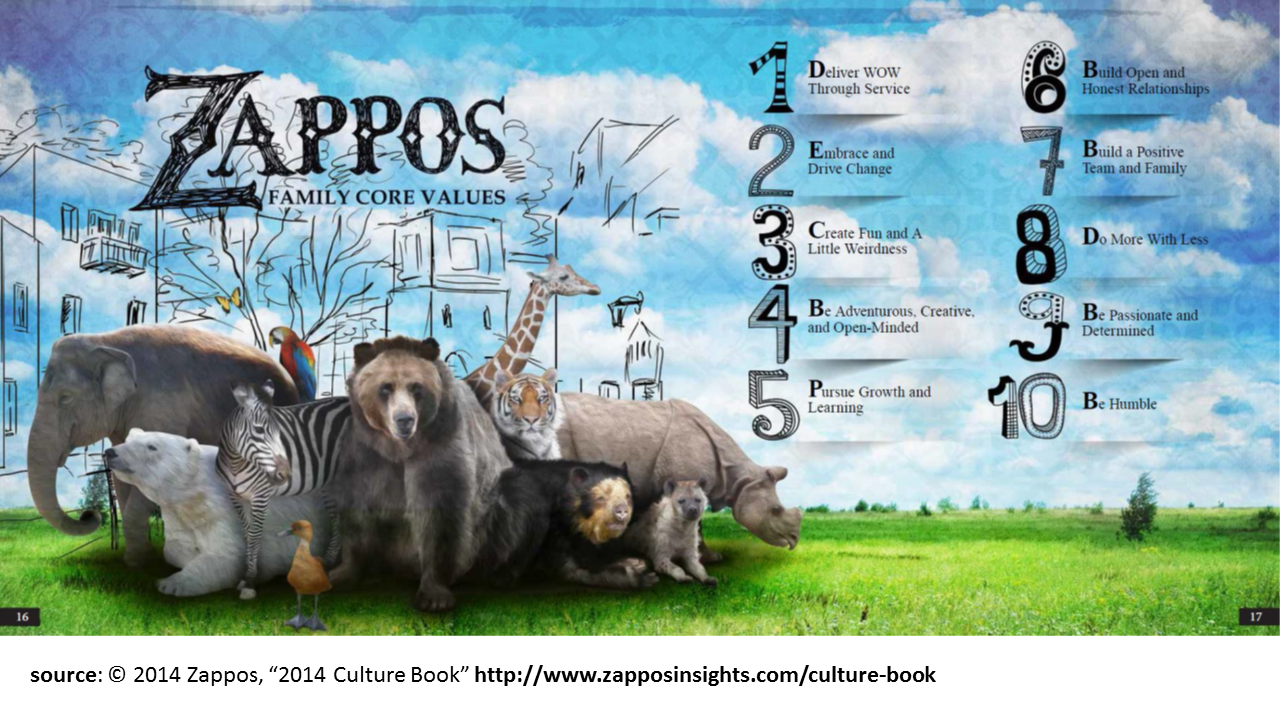 ZAPPOS
FAMILY CORE VALUES
1 Deliver WOW
Through Service
2 Embrace and
Drive Change
3 Create Fun and A
Little Weirdness
4 Be Adventurous, Creative,
and Open-Minded
5 Pursue Growth and
Learning
6 Build Open and
Honest Relationships
7 Build a Positive
Team and Family
8 Do More With Less
9 Be Passionate and
Determined
10 Be Humble
16
17
source: © 2014 Zappos, “2014 Culture Book” http://www.zapposinsights.com/culture-book